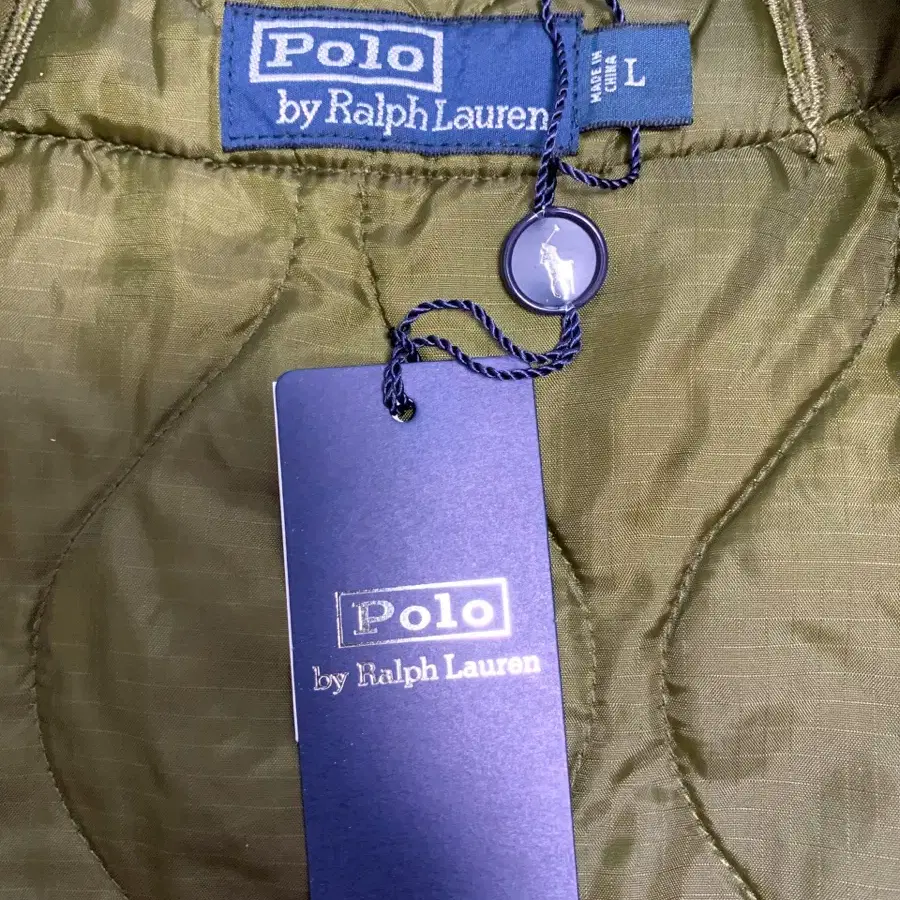 Polo
by Ralph Lauren
MADE IN
CHINA
L
Polo
by Ralph Lauren